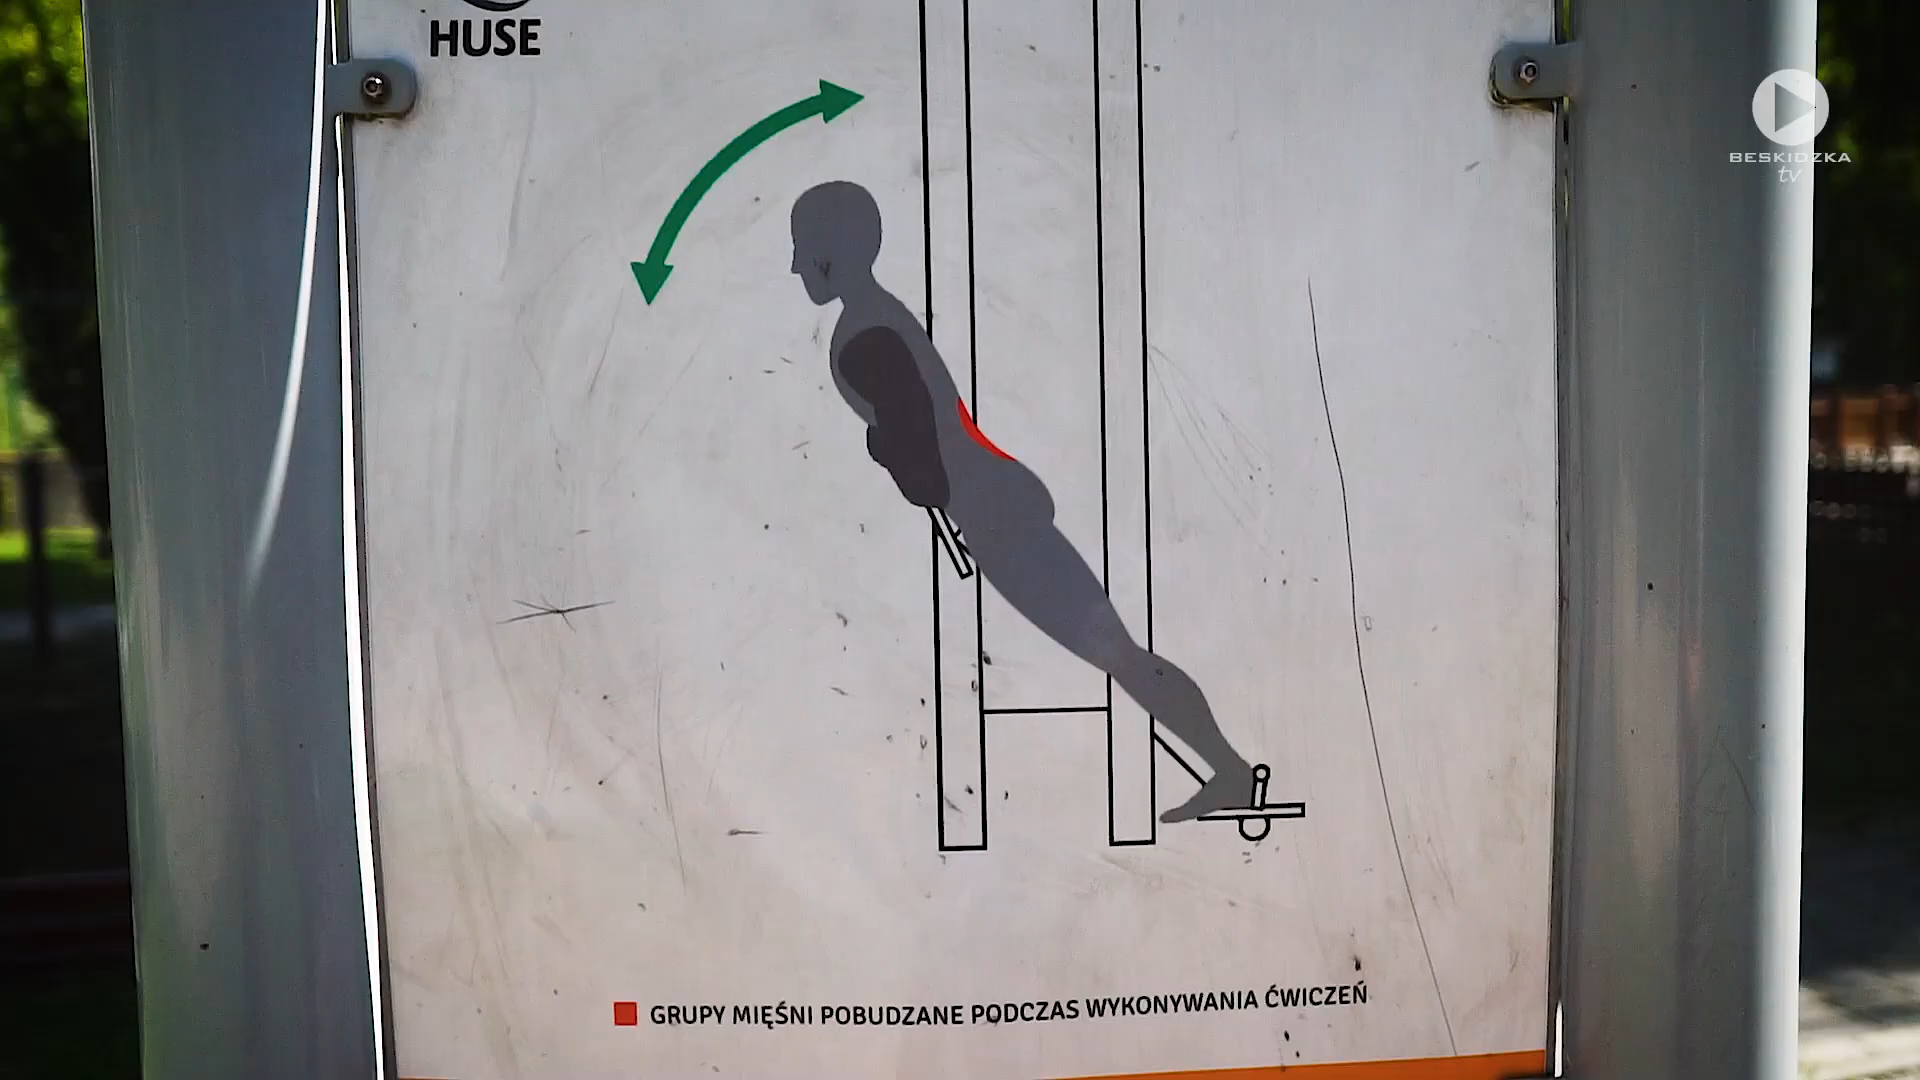 HUSE
BESKIDZKA
tv
GRUPY MIĘŚNI POBUDZANE PODCZAS WYKONYWANIA ĆWICZEŃ